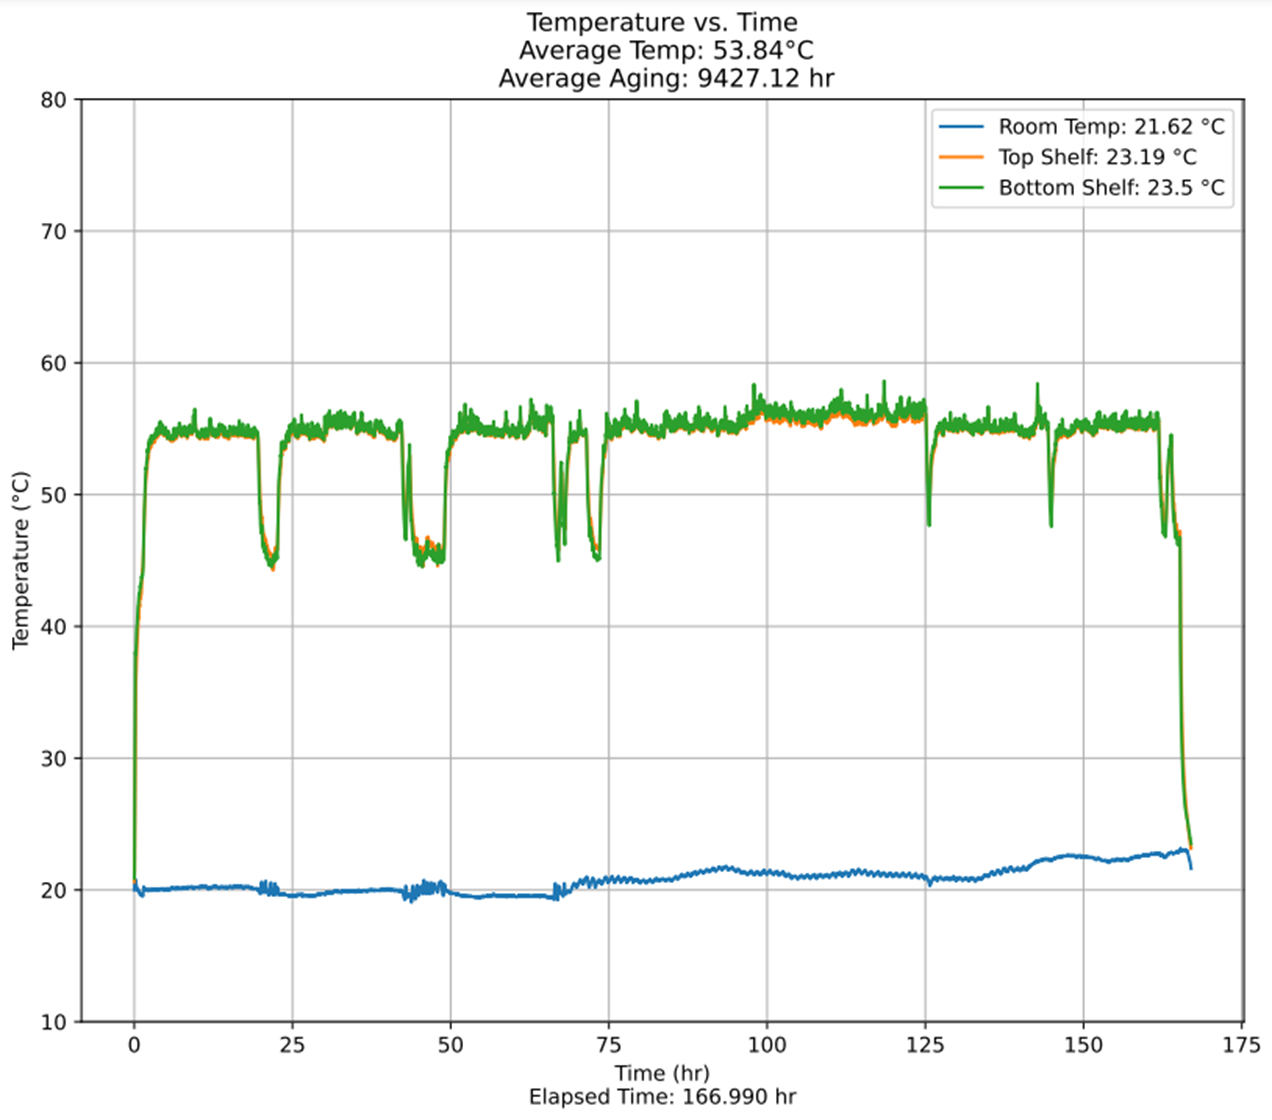 Temperature vs. Time
Average Temp: 53.84°C
Average Aging: 9427.12 hr
Room Temp: 21.62 °C
Top Shelf: 23.19 °C
Bottom Shelf: 23.5 °C
Temperature (°C)
80
70
60
50
40
30
20
10
0 25 50 75 100 125 150 175
Time (hr)
Elapsed Time: 166.990 hr